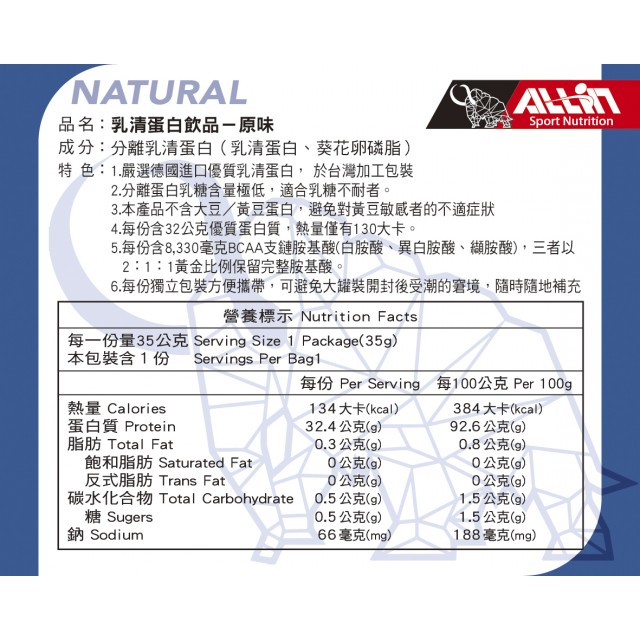 NATURAL
ALLIN
Sport Nutrition
品名：乳清蛋白飲品－原味
成分：分離乳清蛋白（乳清蛋白、葵花卵磷脂）
特色：1.嚴選德國進口優質乳清蛋白，於台灣加工包裝
2.分離蛋白乳糖含量極低，適合乳糖不耐者。
3.本產品不含大豆／黃豆蛋白，避免對黃豆敏感者的不適症狀
4.每份含32公克優質蛋白質，熱量僅有130大卡。
5.每份含8,330毫克BCAA支鏈胺基酸(白胺酸、異白胺酸、纈胺酸)，三者以
2：1：1黃金比例保留完整胺基酸。
6.每份獨立包裝方便攜帶，可避免大罐裝開封後受潮的窘境，隨時隨地補充
營養標示 Nutrition Facts
每一份量35公克 Serving Size 1 Package(35g)
本包裝含1份 Servings Per Bag1
每份 Per Serving 每100公克 Per 100g
熱量 Calories 134大卡(kcal) 384大卡(kcal)
蛋白質 Protein 32.4公克(g) 92.6公克(g)
脂肪 Total Fat 0.3公克(g) 0.8公克(g)
飽和脂肪 Saturated Fat 0公克(g) 0公克(g)
反式脂肪 Trans Fat 0公克(g) 0公克(g)
碳水化合物 Total Carbohydrate 0.5公克(g) 1.5公克(g)
糖 Sugers 0.5公克(g) 1.5公克(g)
鈉 Sodium 66毫克(mg) 188毫克(mg)